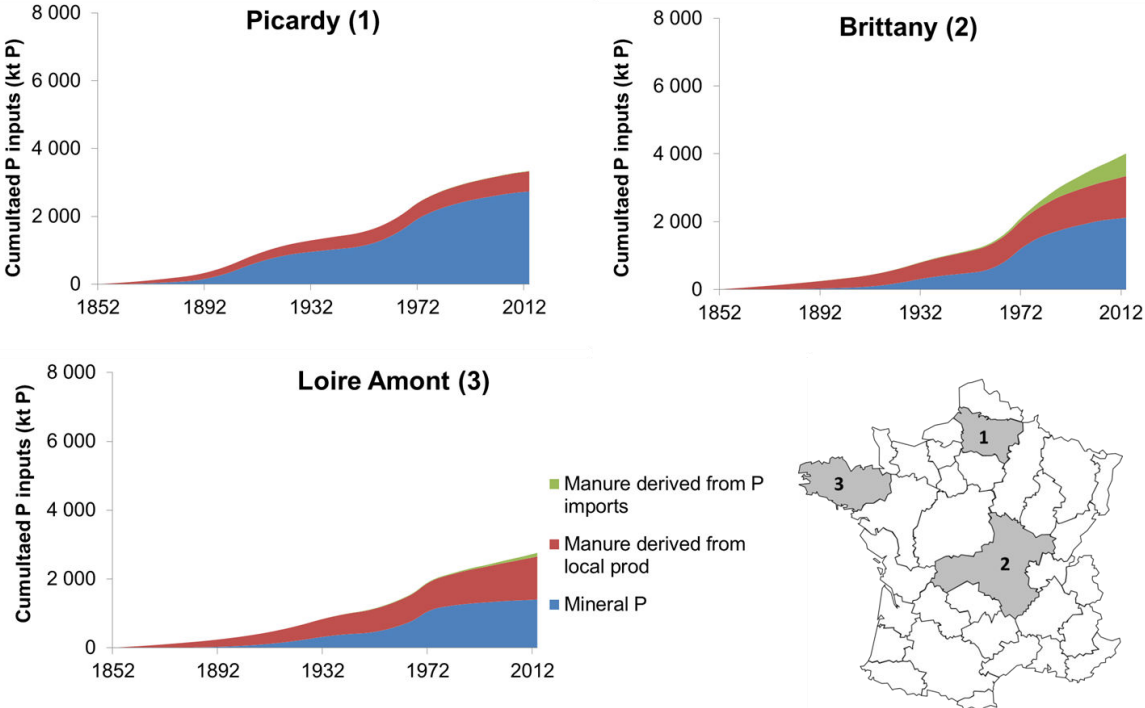 Picardy (1)
Cumultaed P inputs (kt P)
8 000
6 000
4 000
2 000
0
1852 1892 1932 1972 2012
Brittany (2)
Cumultaed P inputs (kt P)
8 000
6 000
4 000
2 000
0
1852 1892 1932 1972 2012
Loire Amont (3)
Cumultaed P inputs (kt P)
8 000
6 000
4 000
2 000
0
1852 1892 1932 1972 2012
Manure derived from P
imports
Manure derived from
local prod
Mineral P
1
3
2